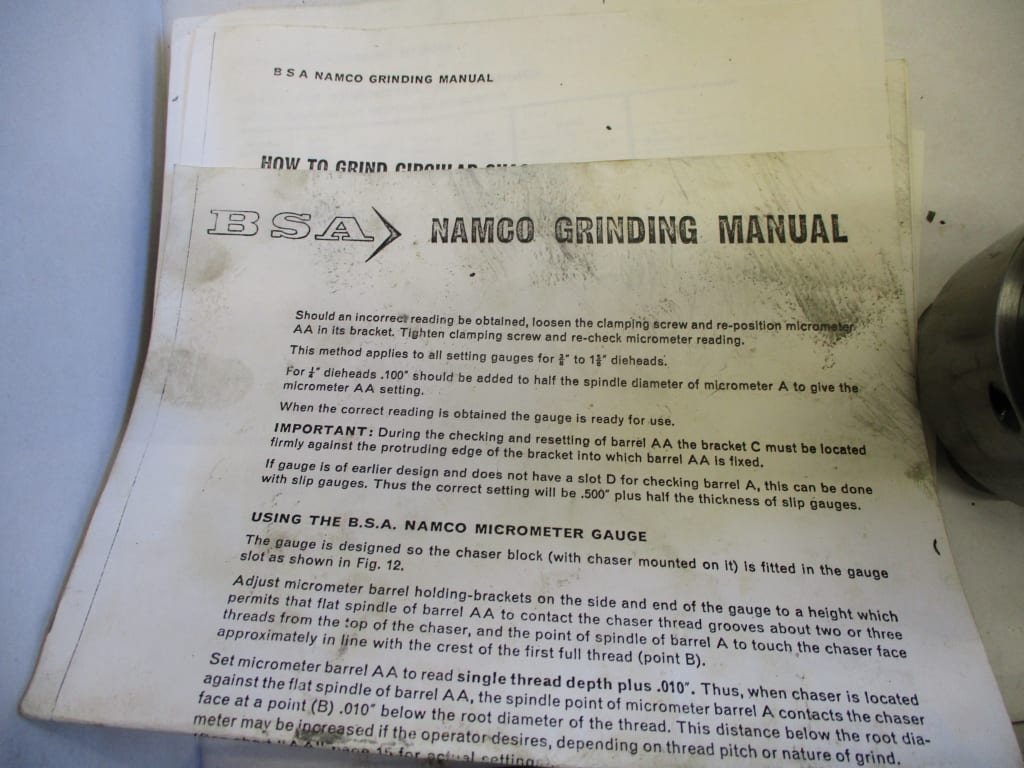 B S A NAMCO GRINDING MANUAL
HOW TO GRIND CIRCULAR
BSA NAMCO GRINDING MANUAL
Should an incorrect reading be obtained, loosen the clamping screw and re-position micrometer
AA in its bracket. Tighten clamping screw and re-check micrometer reading.
This method applies to all setting gauges for ⅜″ to 1⅝″ dieheads.
For ¼″ dieheads .100″ should be added to half the spindle diameter of micrometer A to give the
micrometer AA setting.
When the correct reading is obtained the gauge is ready for use.
IMPORTANT: During the checking and resetting of barrel AA the bracket C must be located
firmly against the protruding edge of the bracket into which barrel AA is fixed.
If gauge is of earlier design and does not have a slot D for checking barrel A, this can be done
with slip gauges. Thus the correct setting will be .500″ plus half the thickness of slip gauges.
USING THE B.S.A. NAMCO MICROMETER GAUGE
The gauge is designed so the chaser block (with chaser mounted on it) is fitted in the gauge
slot as shown in Fig. 12.
Adjust micrometer barrel holding-brackets on the side and end of the gauge to a height which
permits that flat spindle of barrel AA to contact the chaser thread grooves about two or three
threads from the top of the chaser, and the point of spindle of barrel A to touch the chaser face
approximately in line with the crest of the first full thread (point B).
Set micrometer barrel AA to read single thread depth plus .010″. Thus, when chaser is located
against the flat spindle of barrel AA, the spindle point of micrometer barrel A contacts the chaser
face at a point (B) .010″ below the root diameter of the thread. This distance below the root dia-
meter may be increased if the operator desires, depending on thread pitch or nature of grind.
page 15 for actual setting